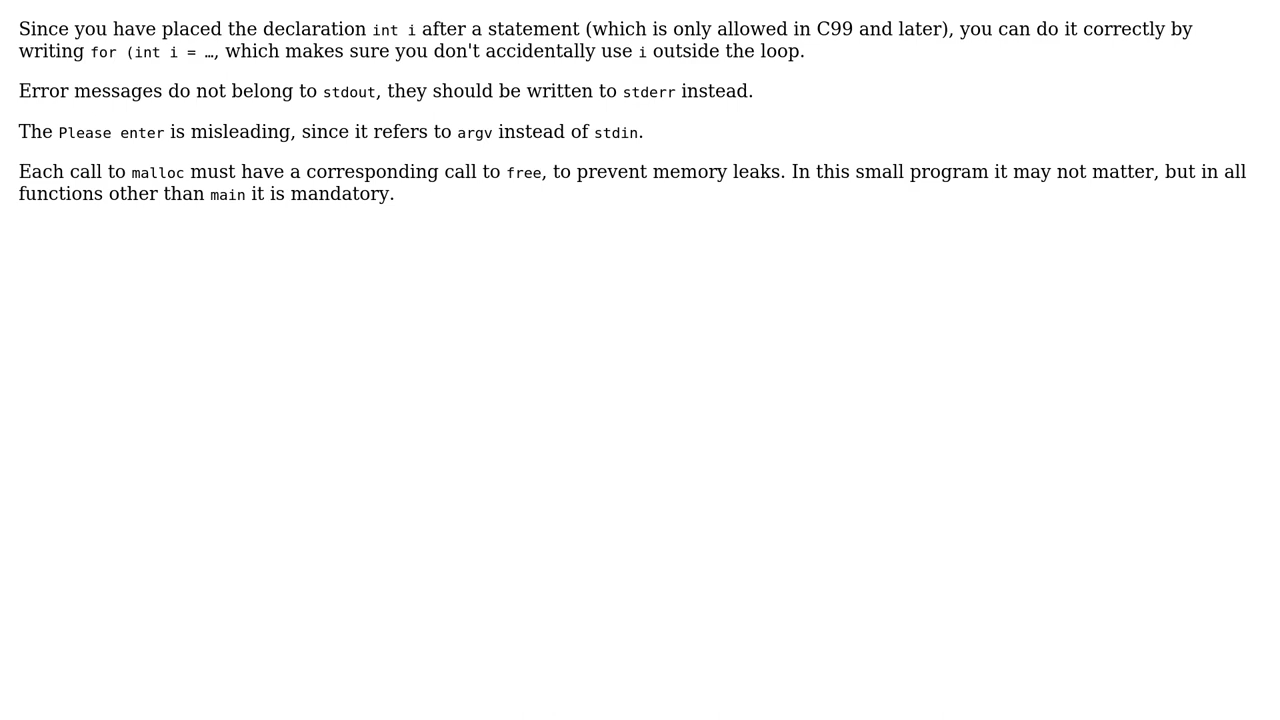 Since you have placed the declaration int i after a statement (which is only allowed in C99 and later), you can do it correctly by
writing for (int i = …, which makes sure you don't accidentally use i outside the loop.
Error messages do not belong to stdout, they should be written to stderr instead.
The Please enter is misleading, since it refers to argv instead of stdin.
Each call to malloc must have a corresponding call to free, to prevent memory leaks. In this small program it may not matter, but in all
functions other than main it is mandatory.